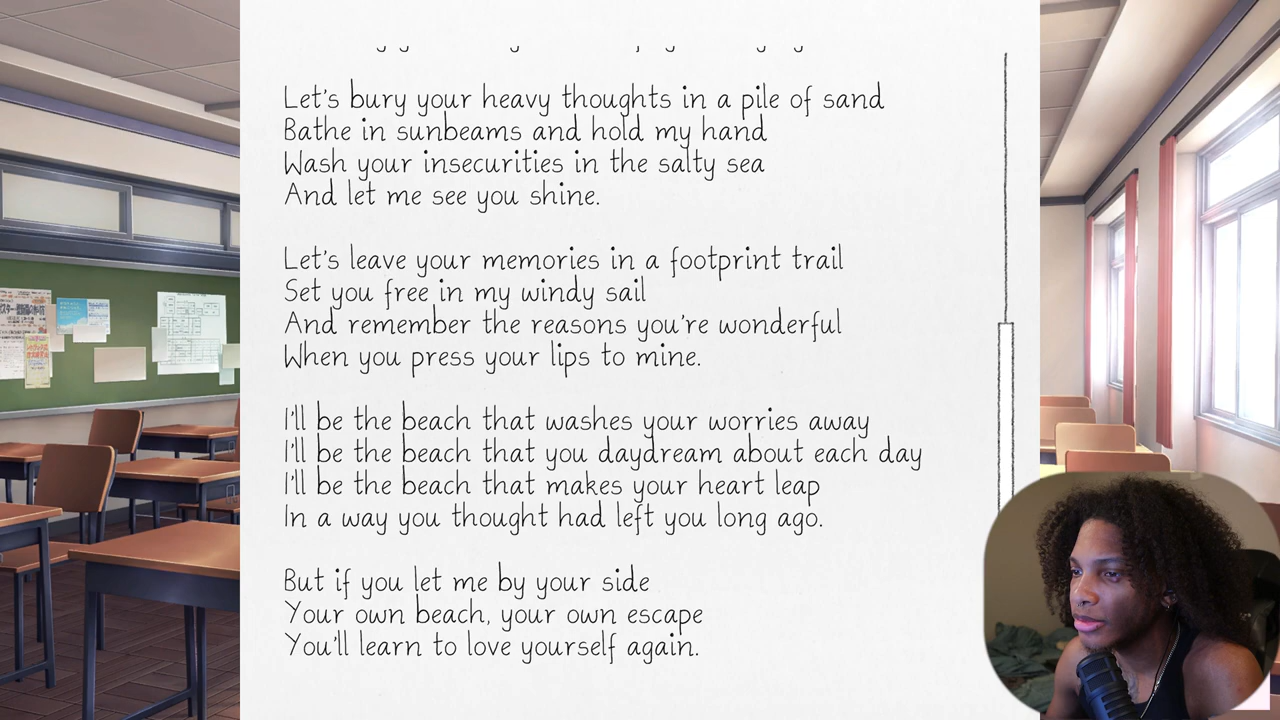 Let's bury your heavy thoughts in a pile of sand
Bathe in sunbeams and hold my hand
Wash your insecurities in the salty sea
And let me see you shine.
Let's leave your memories in a footprint trail
Set you free in my windy sail
And remember the reasons you're wonderful
When you press your lips to mine.
I'll be the beach that washes your worries away
I'll be the beach that you daydream about each day
I'll be the beach that makes your heart leap
In a way you thought had left you long ago.
But if you let me by your side
Your own beach, your own escape
You'll learn to love yourself again.